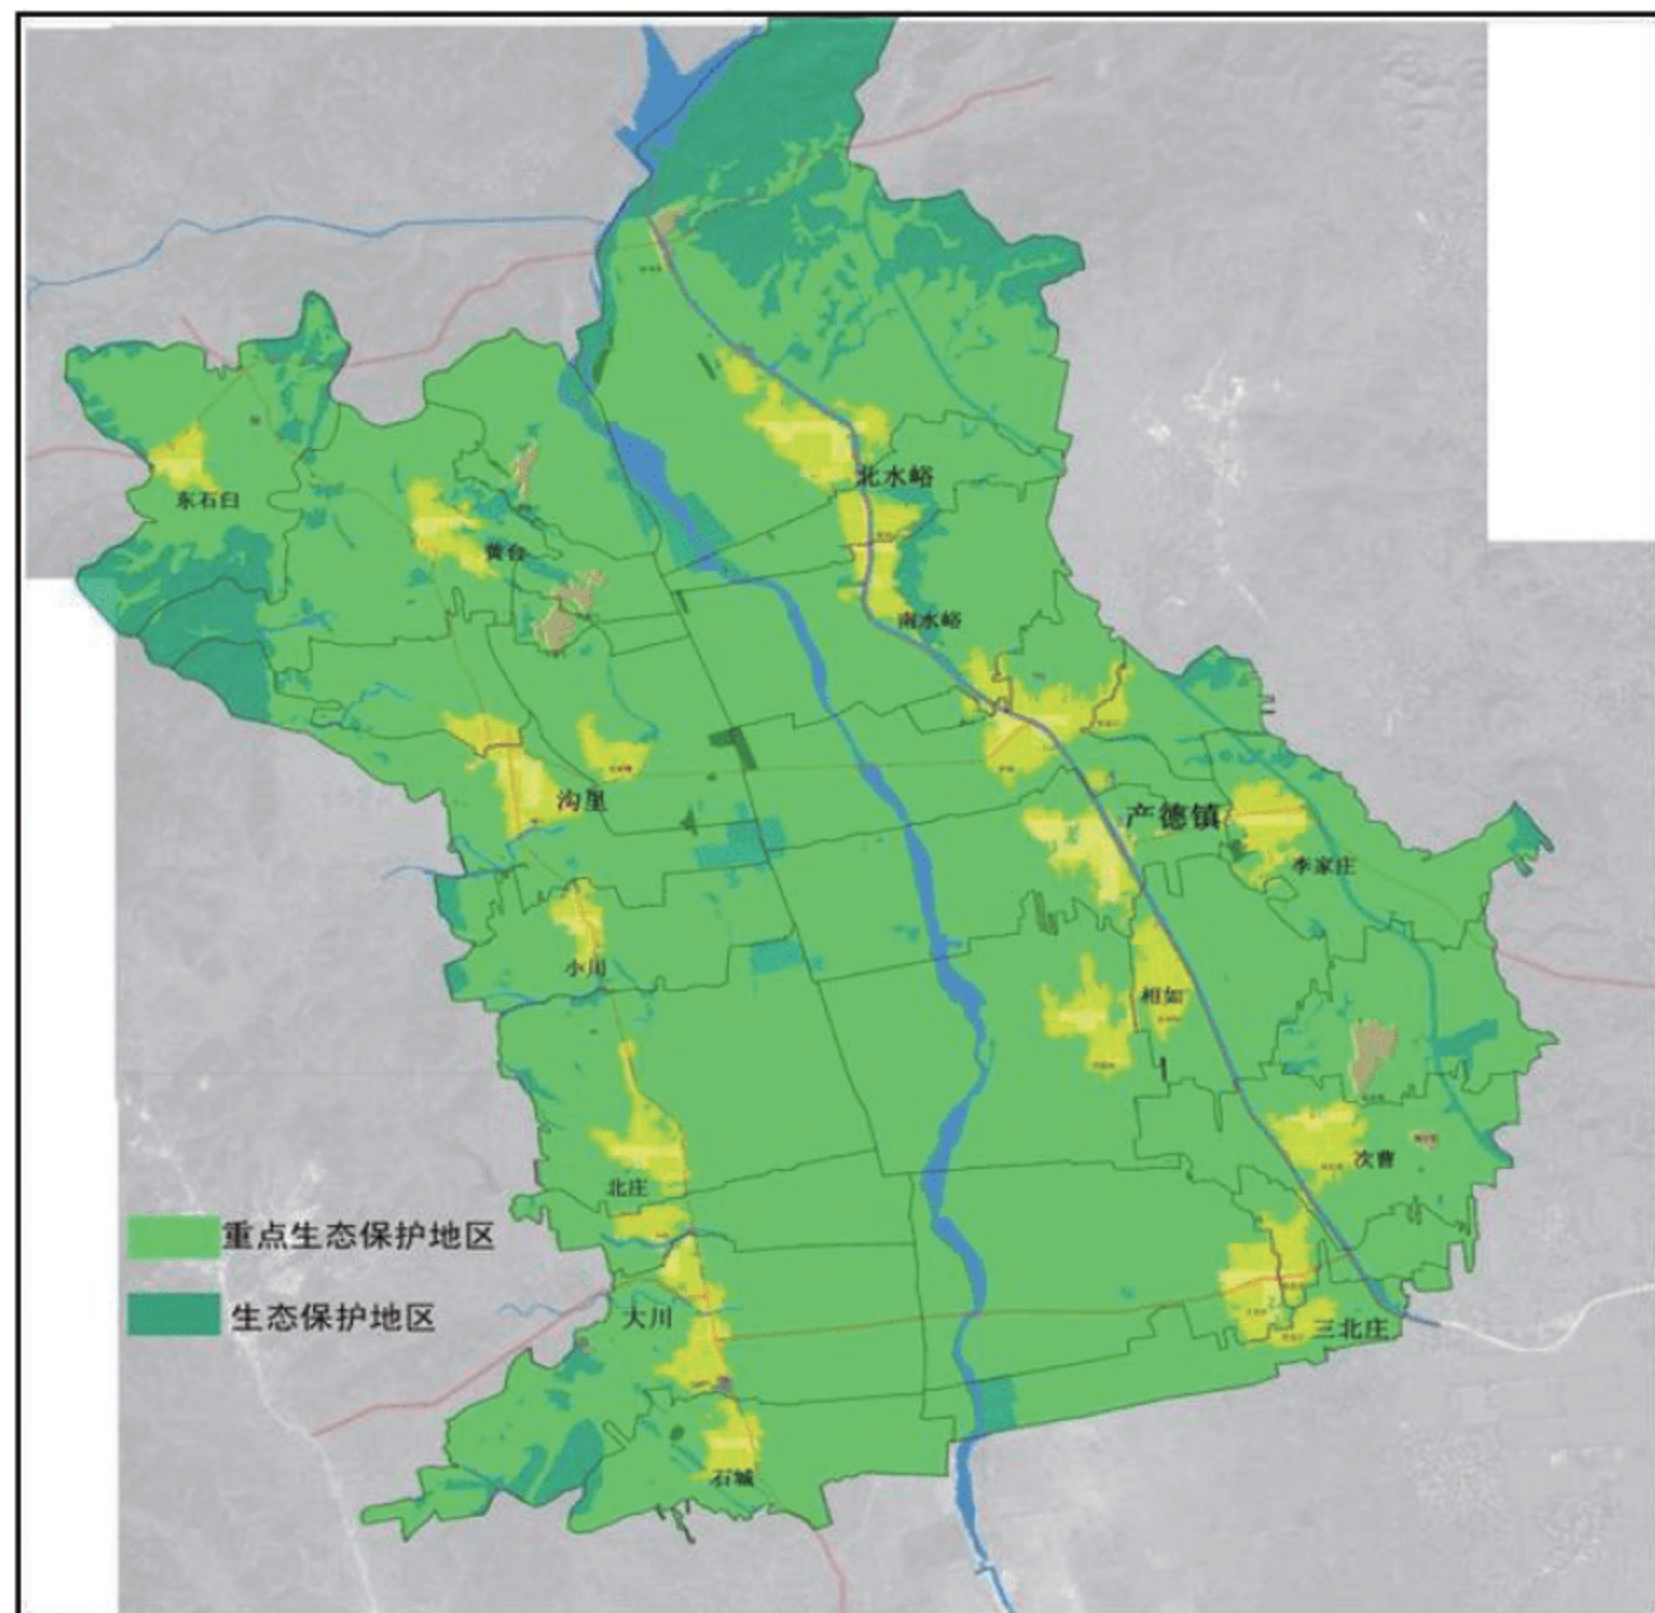 北水峪
东石臼
黄台
南水峪
沟里
产德镇
李家庄
小川
相如
次曹
北庄
重点生态保护地区
大川
生态保护地区
三北庄
石城